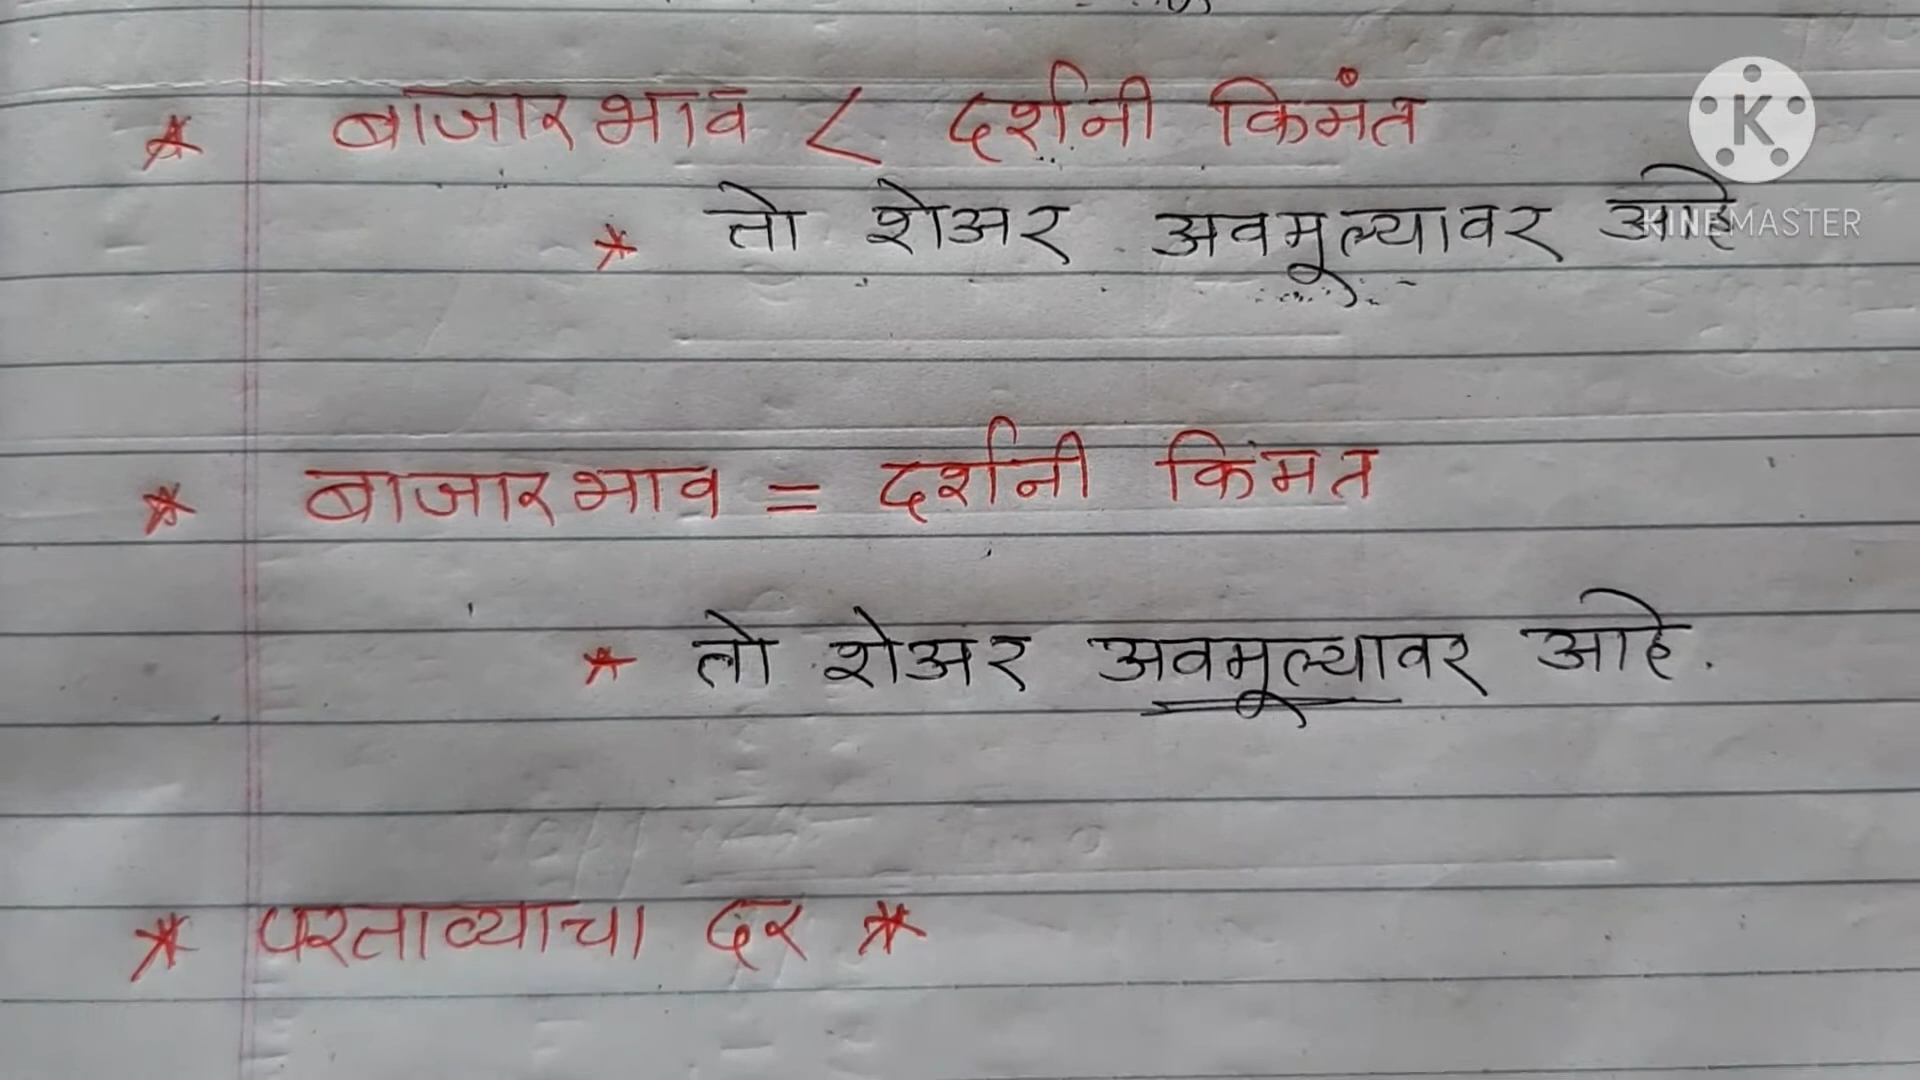 * बाजारभाव < दर्शनी किमंत
* तो शेअर अवमूल्यावर आहे
* बाजारभाव = दर्शनी किंमत
* तो शेअर अवमूल्यावर आहे.
* परताव्याचा दर *
K
KINEMASTER